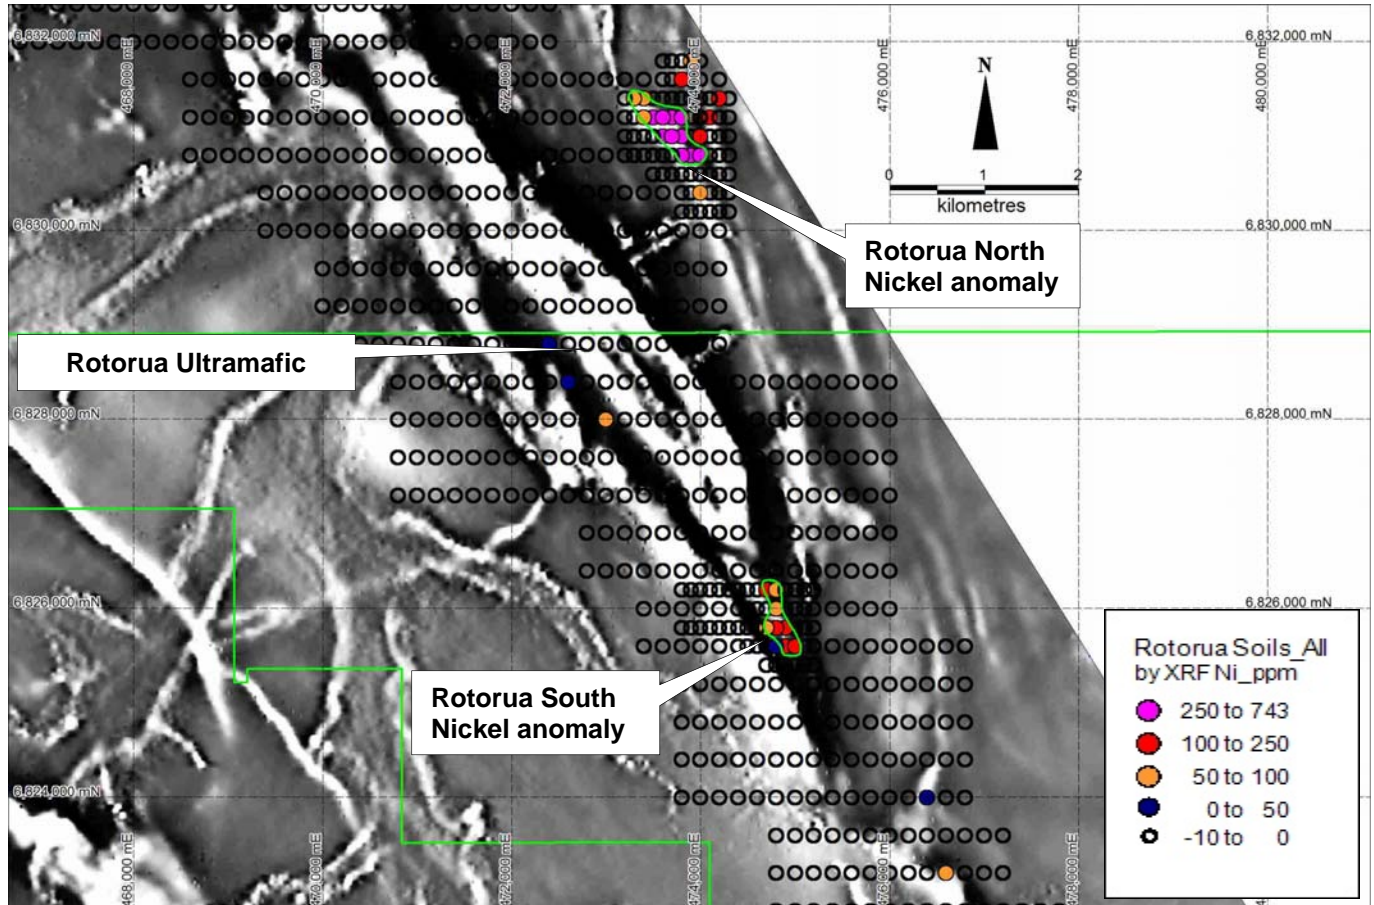 6,832,000 mN
468,000 mE
470,000 mE
472,000 mE
474,000 mE
476,000 mE
478,000 mE
480,000 mE
6,832,000 mN
N
0 1 2
kilometres
6,830,000 mN
6,830,000 mN
Rotorua North
Nickel anomaly
Rotorua Ultramafic
6,828,000 mN
6,828,000 mN
6,826,000 mN
6,826,000 mN
Rotorua South
Nickel anomaly
Rotorua Soils_All
by XRF Ni_ppm
250 to 743
100 to 250
50 to 100
0 to 50
-10 to 0
6,824,000 mN
468,000 mE
470,000 mE
472,000 mE
474,000 mE
476,000 mE
478,000 mE